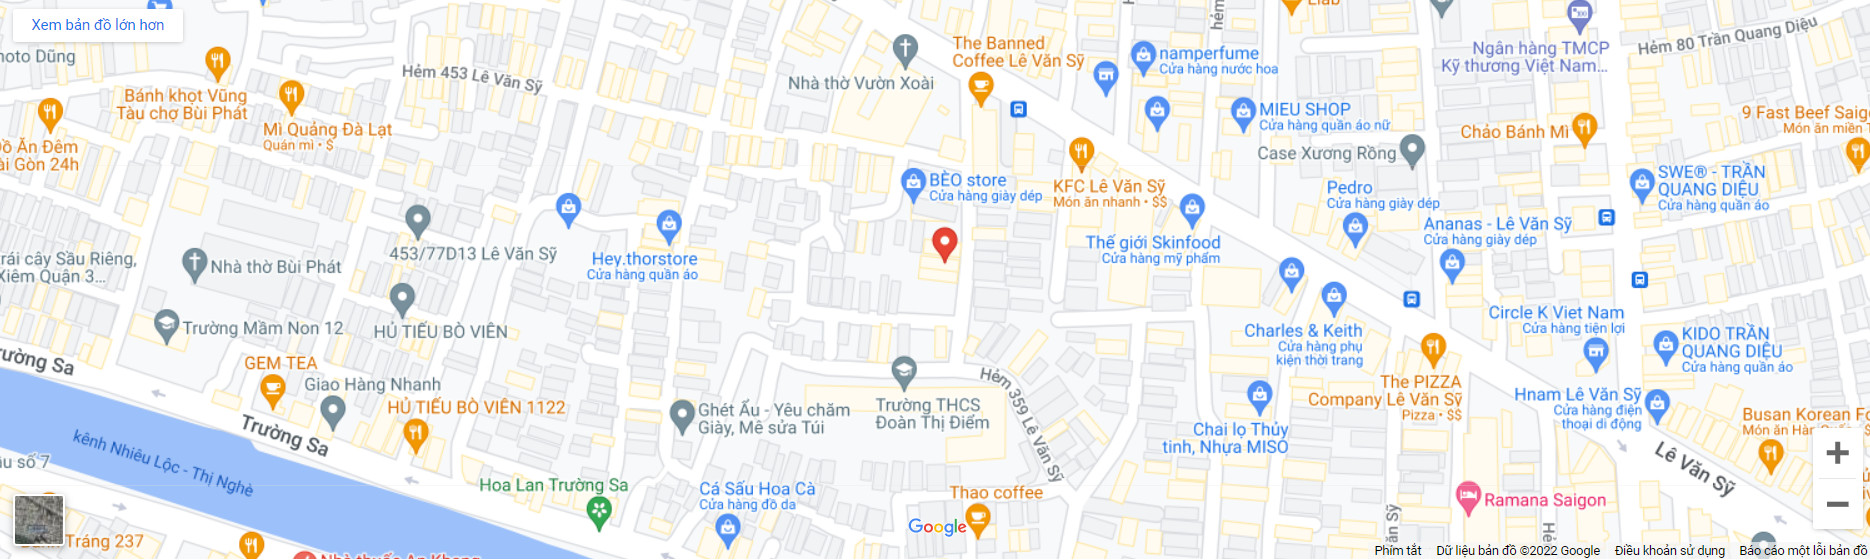 Xem bản đồ lớn hơn
Liab
hẻm
noto Dũng
Bánh khọt Vũng
Tàu chợ Bùi Phát
Mì Quảng Đà Lạt
Quán mì • $
Hẻm 453 Lê Văn Sỹ
Nhà thờ Vườn Xoài
The Banned
Coffee Lê Văn Sỹ
namperfume
Cửa hàng nước hoa
MIEU SHOP
Cửa hàng quần áo nữ
Case Xương Rồng
Ngân hàng TMCP
Kỹ thương Việt Nam...
Hẻm 80 Trần Quang Diệu
Chảo Bánh Mì
9 Fast Beef Saig
Món ăn miền
Đồ Ăn Đêm
ài Gòn 24h
BÈO store
Cửa hàng giày dép
KFC Lê Văn Sỹ
Món ăn nhanh • $$
Pedro
Cửa hàng giày dép
SWE® - TRẦN
QUANG DIỆU
Cửa hàng quần áo
Ananas - Lê Văn Sỹ
Cửa hàng giày dép
Thế giới Skinfood
Cửa hàng mỹ phẩm
453/77D13 Lê Văn Sỹ
Hey.thorstore
Cửa hàng quần áo
trái cây Sầu Riêng,
Xiêm Quận 3...
Nhà thờ Bùi Phát
Trường Mầm Non 12
HỦ TIẾU BÒ VIÊN
Circle K Viet Nam
Cửa hàng tiện lợi
Charles & Keith
Cửa hàng phụ
kiện thời trang
KIDO TRẦN
QUANG DIỆU
Cửa hàng quần áo
rường Sa
GEM TEA
Giao Hàng Nhanh
HỦ TIẾU BÒ VIÊN 1122
Trường Sa
Hẻm 359 Lê Văn Sỹ
The PIZZA
Company Lê Văn Sỹ
Pizza • $$
Hnam Lê Văn Sỹ
Cửa hàng điện
thoại di động
Ghét Ẩu - Yêu chăm
Giày, Mê sửa Túi
Trường THCS
Đoàn Thị Điểm
Busan Korean Fo
Món ăn Hàn Quốc
Chai lọ Thủy
tinh, Nhựa MISO
kênh Nhiêu Lộc - Thị Nghè
ầu số 7
Lê Văn Sỹ
Hoa Lan Trường Sa
Cá Sấu Hoa Cà
Cửa hàng đồ da
Thao coffee
Ramana Saigon
Google
Văn Sỹ
Tráng 237
Nhà thuốc An Khang
Phím tắt
Dữ liệu bản đồ ©2022 Google
Điều khoản sử dụng
Báo cáo một lỗi bản đồ